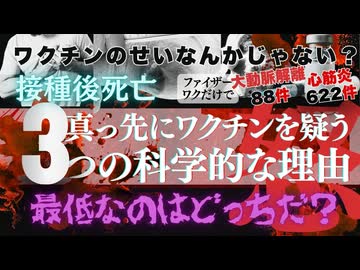 ワクチンのせいなんかじゃない？
接種後死亡
ファイザー
ワクだけで
大動脈解離
88件
心筋炎
622件
3
真っ先にワクチンを疑う
つの科学的な理由
最低なのはどっちだ？